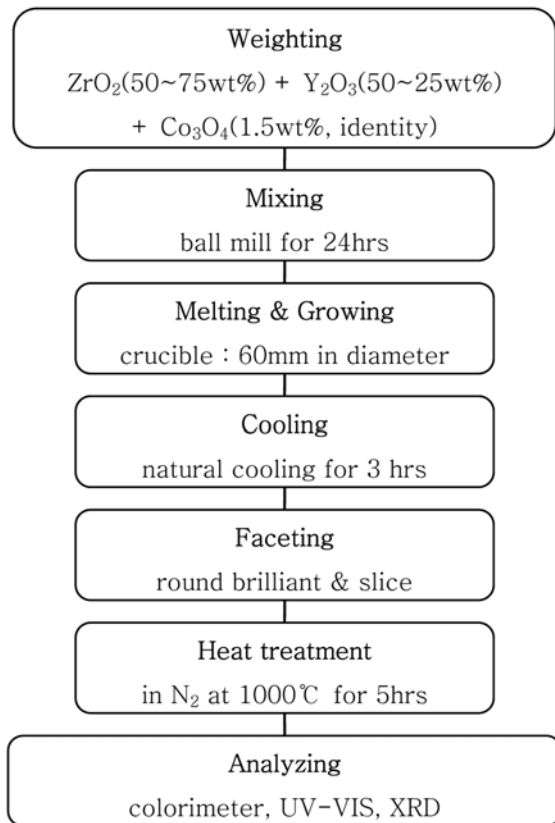 Weighting
ZrO₂(50~75wt%) + Y₂O₃(50~25wt%)
+ Co₃O₄(1.5wt%, identity)
Mixing
ball mill for 24hrs
Melting & Growing
crucible : 60mm in diameter
Cooling
natural cooling for 3 hrs
Faceting
round brilliant & slice
Heat treatment
in N₂ at 1000℃ for 5hrs
Analyzing
colorimeter, UV-VIS, XRD